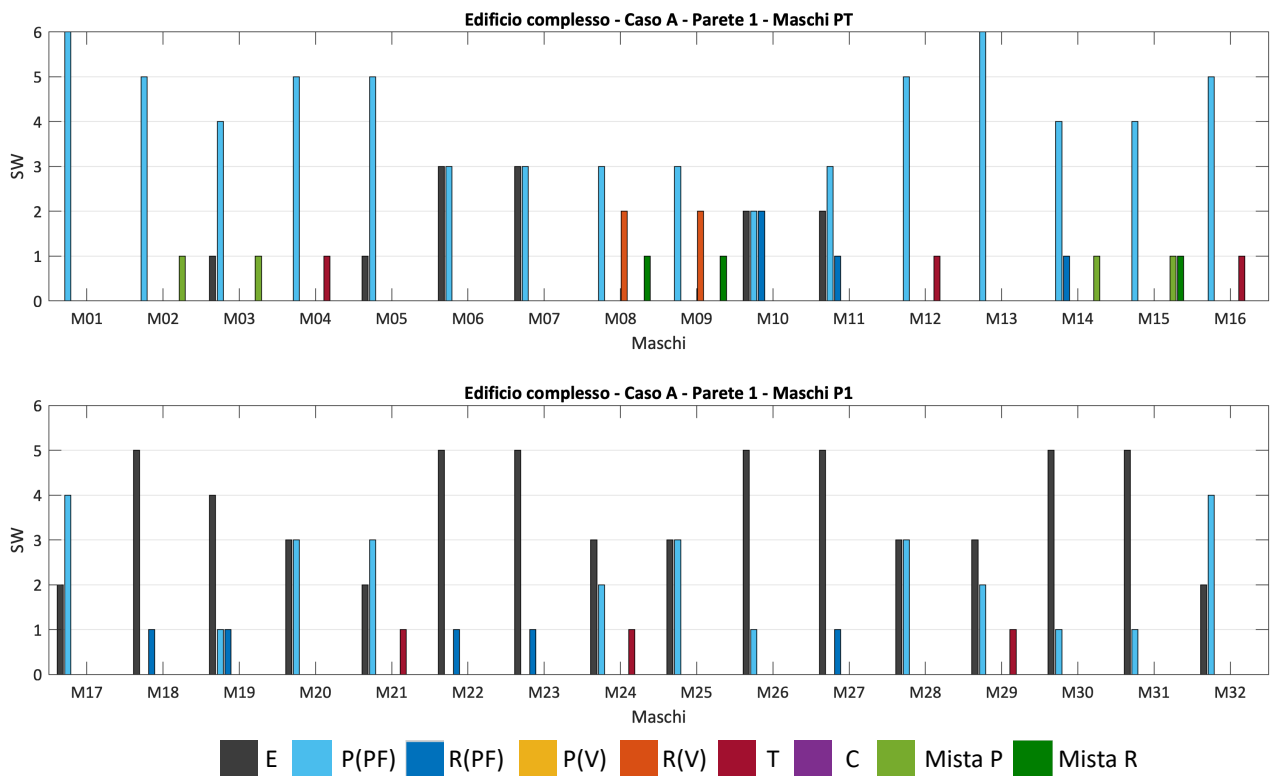 Edificio complesso - Caso A - Parete 1 - Maschi PT
6
5
4
3
2
1
0
SW
M01 M02 M03 M04 M05 M06 M07 M08 M09 M10 M11 M12 M13 M14 M15 M16
Maschi
Edificio complesso - Caso A - Parete 1 - Maschi P1
6
5
4
3
2
1
0
SW
M17 M18 M19 M20 M21 M22 M23 M24 M25 M26 M27 M28 M29 M30 M31 M32
Maschi
E P(PF) R(PF) P(V) R(V) T C Mista P Mista R